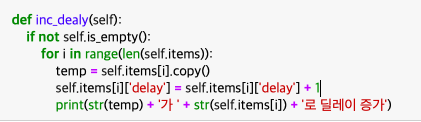 def inc_dealy(self):
if not self.is_empty():
for i in range(len(self.items)):
temp = self.items[i].copy()
self.items[i]['delay'] = self.items[i]['delay'] + 1
print(str(temp) + '가 ' + str(self.items[i]) + '로 딜레이 증가')